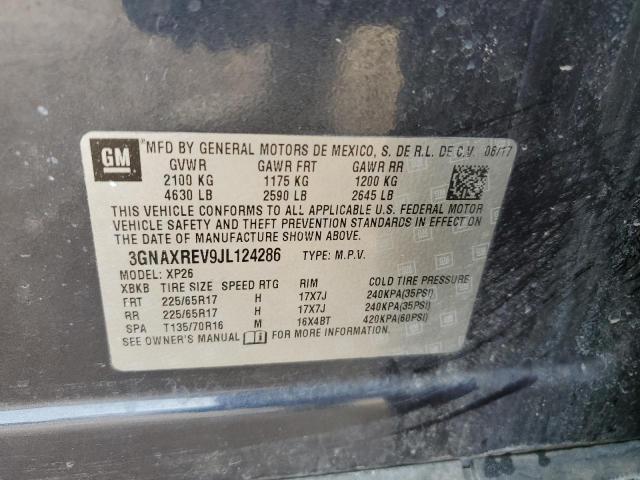 GM
MFD BY GENERAL MOTORS DE MEXICO, S. DE R.L. DE C.V. 08/17
GVWR GAWR FRT GAWR RR
2100 KG 1175 KG 1200 KG
4630 LB 2590 LB 2645 LB
THIS VEHICLE CONFORMS TO ALL APPLICABLE U.S. FEDERAL MOTOR
VEHICLE SAFETY AND THEFT PREVENTION STANDARDS IN EFFECT ON
THE DATE OF MANUFACTURE SHOWN ABOVE.
3GNAXREV9JL124286 TYPE: M.P.V.
MODEL: XP26
XBKB TIRE SIZE SPEED RTG RIM COLD TIRE PRESSURE
FRT 225/65R17 H 17X7J 240KPA(35PSI)
RR 225/65R17 H 17X7J 240KPA(35PSI)
SPA T135/70R16 M 16X4BT 420KPA(60PSI)
SEE OWNER'S MANUAL FOR MORE INFORMATION.